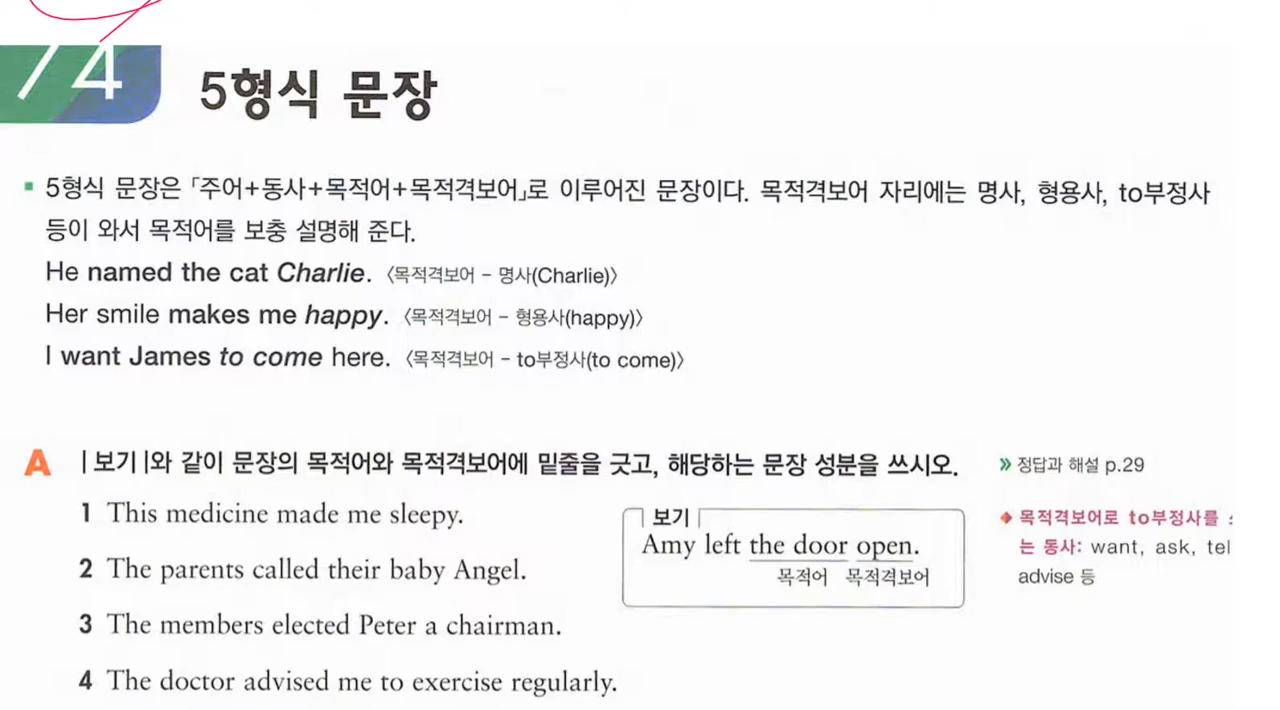 74
5형식 문장
5형식 문장은 「주어+동사+목적어+목적격보어」로 이루어진 문장이다. 목적격보어 자리에는 명사, 형용사, to부정사
등이 와서 목적어를 보충 설명해 준다.
He named the cat Charlie. 〈목적격보어 – 명사(Charlie)〉
Her smile makes me happy. 〈목적격보어 – 형용사(happy)〉
I want James to come here. 〈목적격보어 – to부정사(to come)〉
A |보기|와 같이 문장의 목적어와 목적격보어에 밑줄을 긋고, 해당하는 문장 성분을 쓰시오. » 정답과 해설 p.29
1 This medicine made me sleepy.
2 The parents called their baby Angel.
3 The members elected Peter a chairman.
4 The doctor advised me to exercise regularly.
보기
Amy left the door open.
목적어 목적격보어
목적격보어로 to부정사를
는 동사: want, ask, tel
advise 등